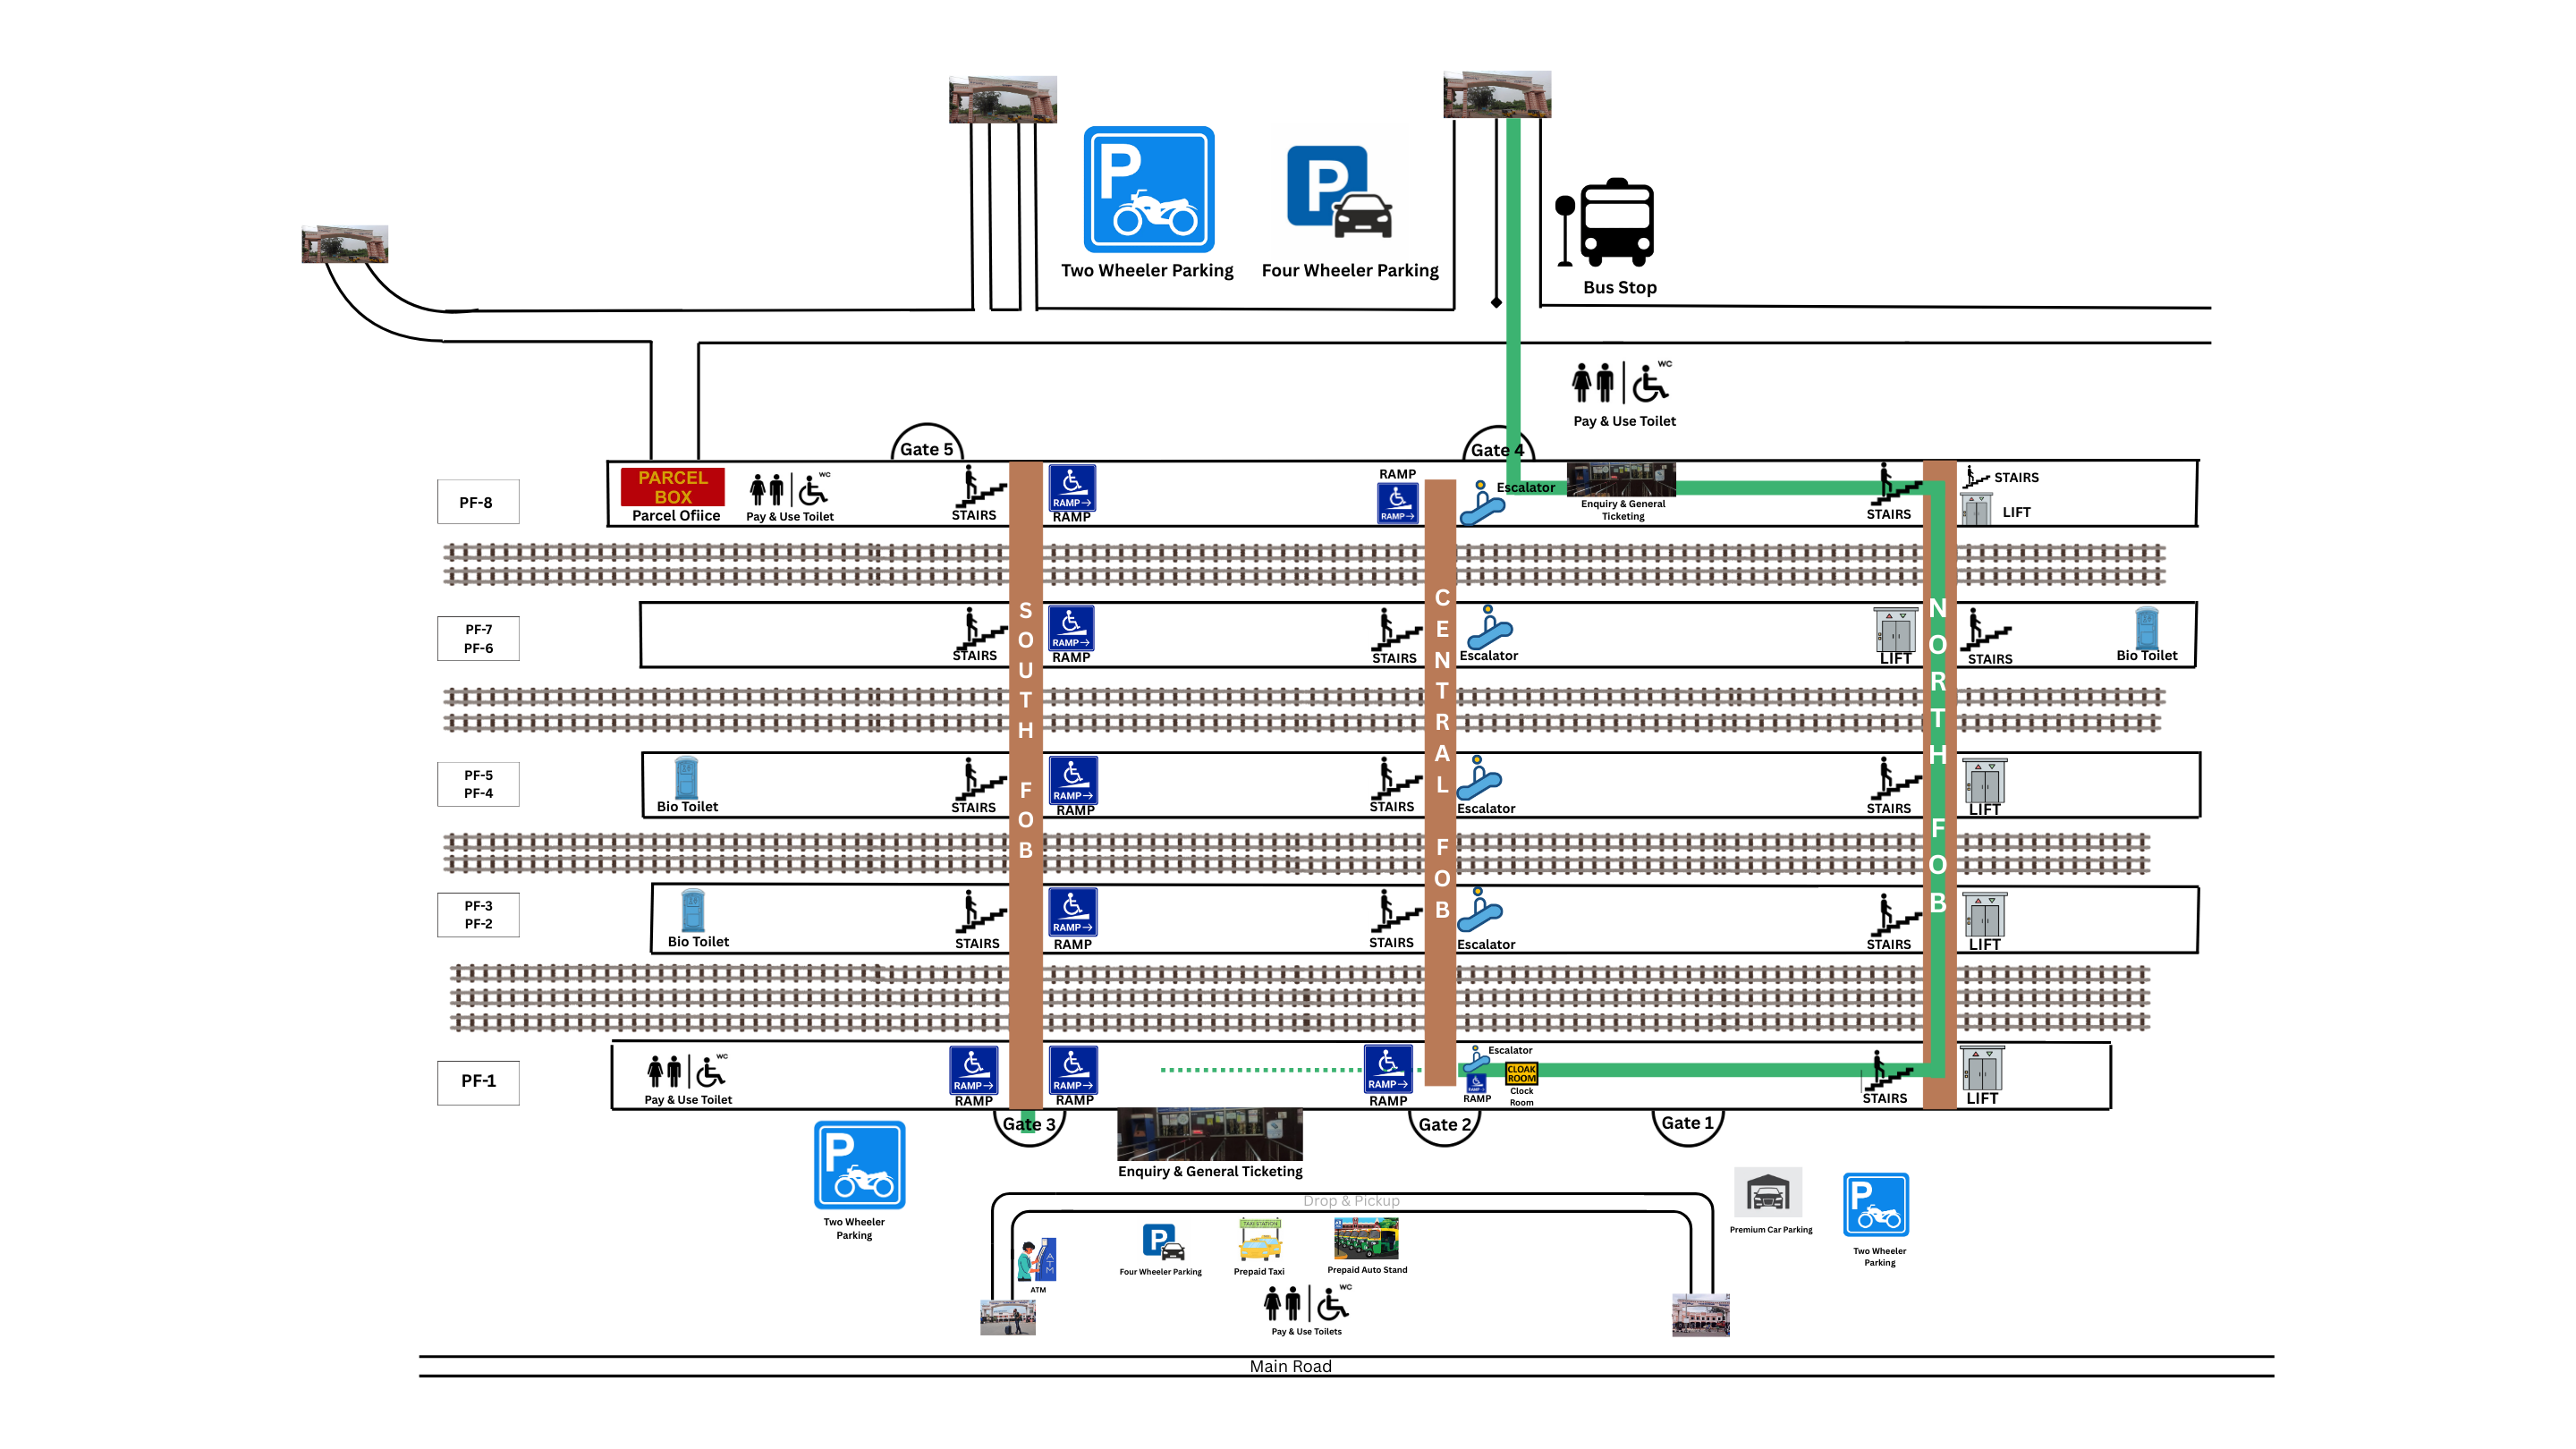 P
Two Wheeler Parking
P
Four Wheeler Parking
Bus Stop
WC
Pay & Use Toilet
Gate 5
Gate 4
PF-8
PARCEL
BOX
Parcel Ofiice
WC
Pay & Use Toilet
STAIRS
RAMP→
RAMP
RAMP
RAMP→
Escalator
Enquiry & General
Ticketing
STAIRS
STAIRS
LIFT
PF-7
PF-6
STAIRS
RAMP→
RAMP
STAIRS
Escalator
LIFT
STAIRS
Bio Toilet
SOUTH FOB
CENTRAL FOB
NORTH FOB
PF-5
PF-4
Bio Toilet
STAIRS
RAMP→
RAMP
STAIRS
Escalator
STAIRS
LIFT
PF-3
PF-2
Bio Toilet
STAIRS
RAMP→
RAMP
STAIRS
Escalator
STAIRS
LIFT
PF-1
WC
Pay & Use Toilet
RAMP→
RAMP
RAMP→
RAMP
RAMP→
RAMP
Escalator
RAMP
CLOAK
ROOM
Clock
Room
STAIRS
LIFT
Gate 3
Gate 2
Gate 1
Enquiry & General Ticketing
P
Two Wheeler
Parking
Drop & Pickup
ATM
ATM
P
Four Wheeler Parking
TAXI STATION
Prepaid Taxi
Prepaid Auto Stand
WC
Pay & Use Toilets
Premium Car Parking
P
Two Wheeler
Parking
Main Road